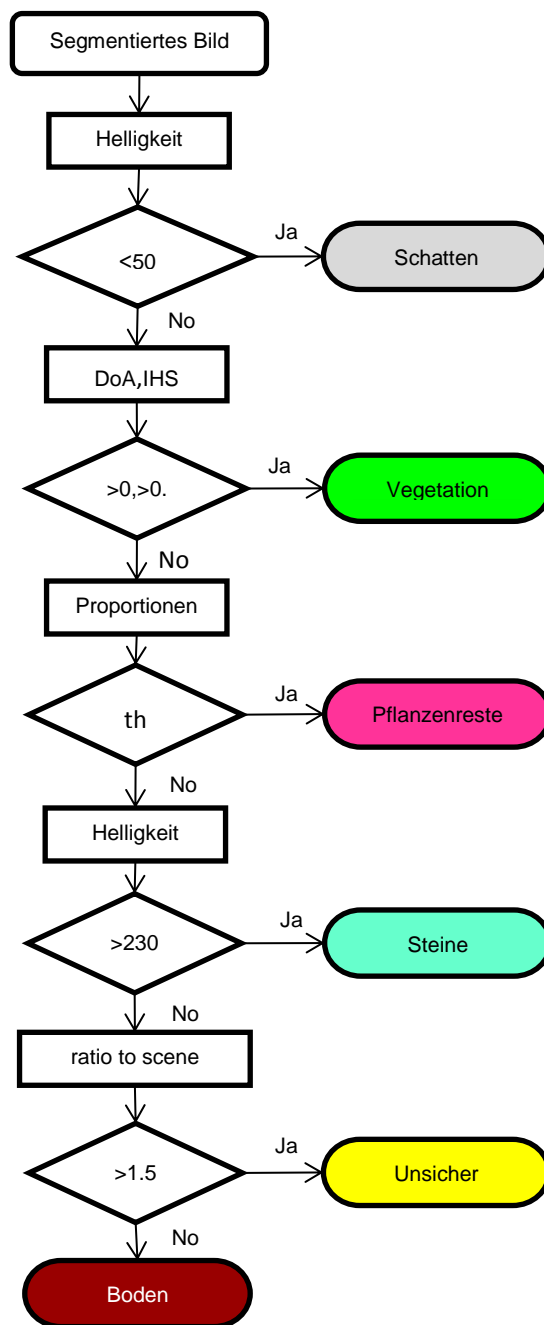 Segmentiertes Bild
Helligkeit
<50
Ja
Schatten
No
DoA,IHS
>0,>0.
Ja
Vegetation
No
Proportionen
th
Ja
Pflanzenreste
No
Helligkeit
>230
Ja
Steine
No
ratio to scene
>1.5
Ja
Unsicher
No
Boden